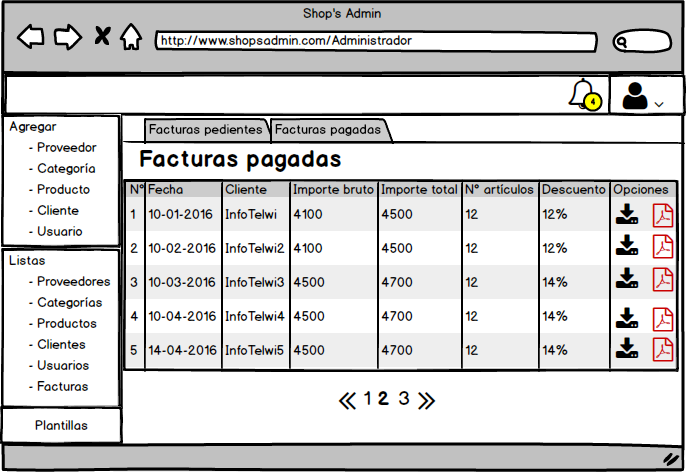 Shop's Admin
http://www.shopsadmin.com/Administrador
4
Agregar
- Proveedor
- Categoría
- Producto
- Cliente
- Usuario
Listas
- Proveedores
- Categorías
- Productos
- Clientes
- Usuarios
- Facturas
Plantillas
Facturas pedientes Facturas pagadas
Facturas pagadas
Nº Fecha Cliente Importe bruto Importe total Nº artículos Descuento Opciones
1 10-01-2016 InfoTelwi 4100 4500 12 12%
2 10-02-2016 InfoTelwi2 4100 4500 12 12%
3 10-03-2016 InfoTelwi3 4500 4700 12 14%
4 10-04-2016 InfoTelwi4 4500 4700 12 14%
5 14-04-2016 InfoTelwi5 4500 4700 12 14%
1 2 3